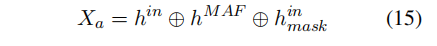 X_a = h^{in} ⊕ h^{MAF} ⊕ h^{in}_{mask} (15)